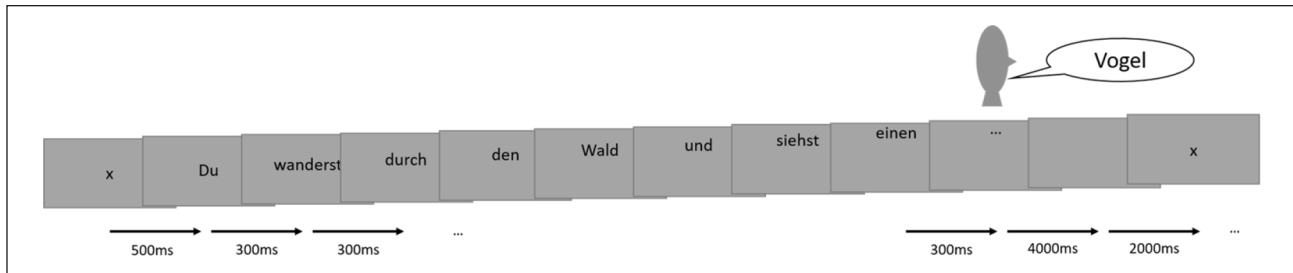 Vogel
x
Du
wanderst
durch
den
Wald
und
siehst
einen
...
x
500ms
300ms
300ms
...
300ms
4000ms
2000ms
...